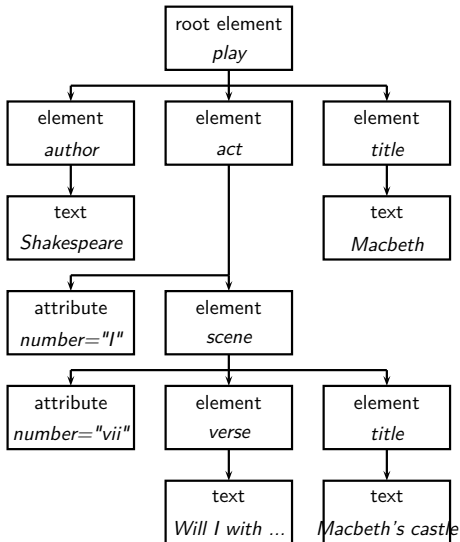 root element
play
element
author
element
act
element
title
text
Shakespeare
text
Macbeth
attribute
number="I"
element
scene
attribute
number="vii"
element
verse
element
title
text
Will I with ...
text
Macbeth's castle